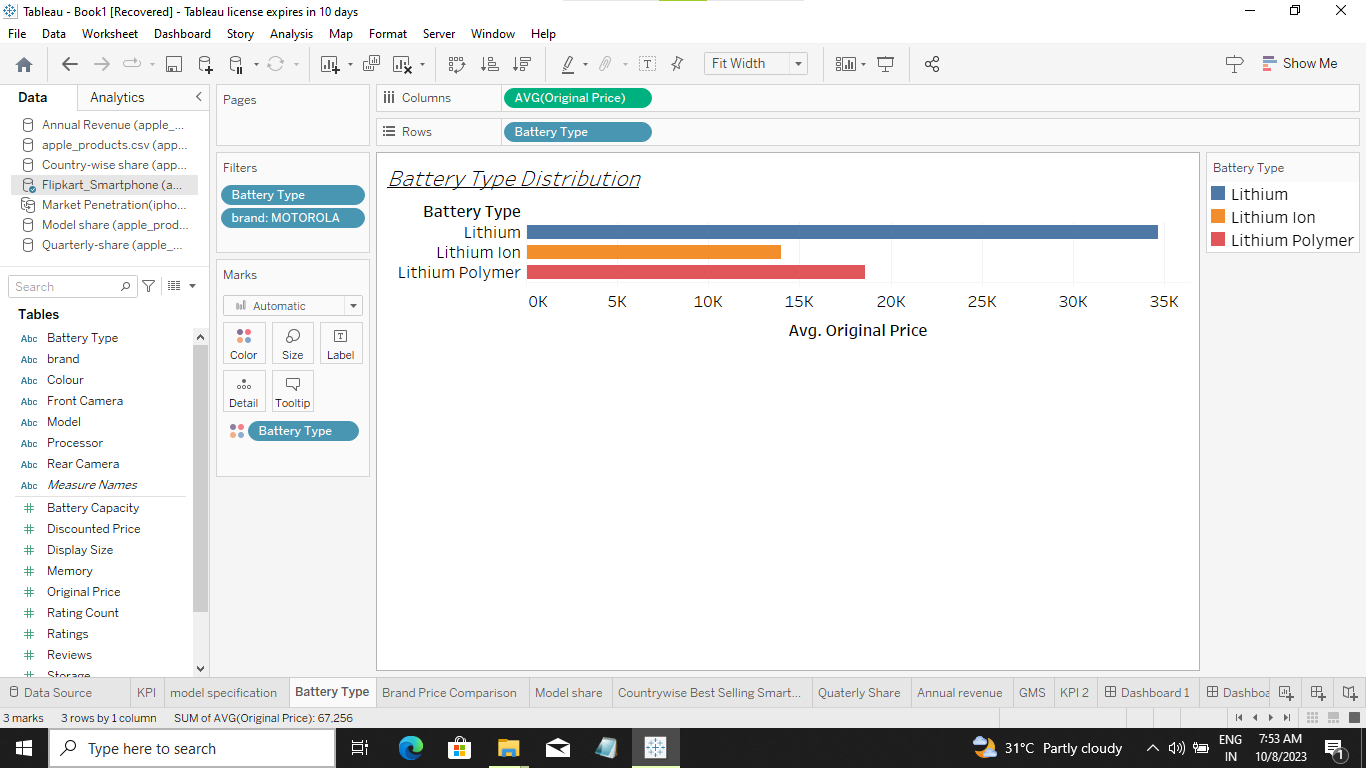 Tableau - Book1 [Recovered] - Tableau license expires in 10 days
File Data Worksheet Dashboard Story Analysis Map Format Server Window Help
Fit Width
Show Me
Data Analytics
Annual Revenue (apple_...
apple_products.csv (app...
Country-wise share (app...
Flipkart_Smartphone (a...
Market Penetration(ipho...
Model share (apple_prod...
Quarterly-share (apple_...
Search
Tables
Abc Battery Type
Abc brand
Abc Colour
Abc Front Camera
Abc Model
Abc Processor
Abc Rear Camera
Abc Measure Names
# Battery Capacity
# Discounted Price
# Display Size
# Memory
# Original Price
# Rating Count
# Ratings
# Reviews
Pages
Filters
Battery Type
brand: MOTOROLA
Marks
Automatic
Color Size Label
Detail Tooltip
Battery Type
Columns AVG(Original Price)
Rows Battery Type
Battery Type Distribution
Battery Type
Lithium
Lithium Ion
Lithium Polymer
0K 5K 10K 15K 20K 25K 30K 35K
Avg. Original Price
Battery Type
Lithium
Lithium Ion
Lithium Polymer
Data Source KPI model specification Battery Type Brand Price Comparison Model share Countrywise Best Selling Smart... Quaterly Share Annual revenue GMS KPI 2 Dashboard 1 Dashboa
3 marks 3 rows by 1 column SUM of AVG(Original Price): 67,256
Type here to search
31°C Partly cloudy
ENG
IN
7:53 AM
10/8/2023
1